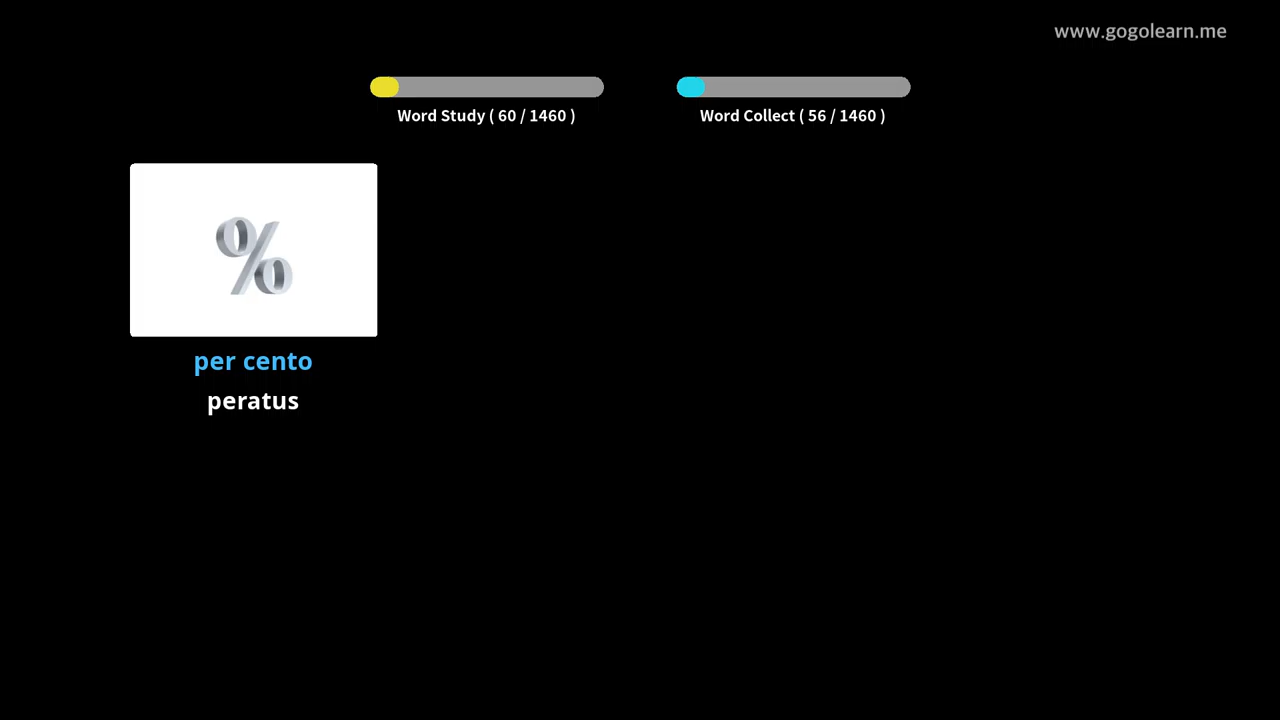 www.gogolearn.me
Word Study ( 60 / 1460 )
Word Collect ( 56 / 1460 )
%
per cento
peratus